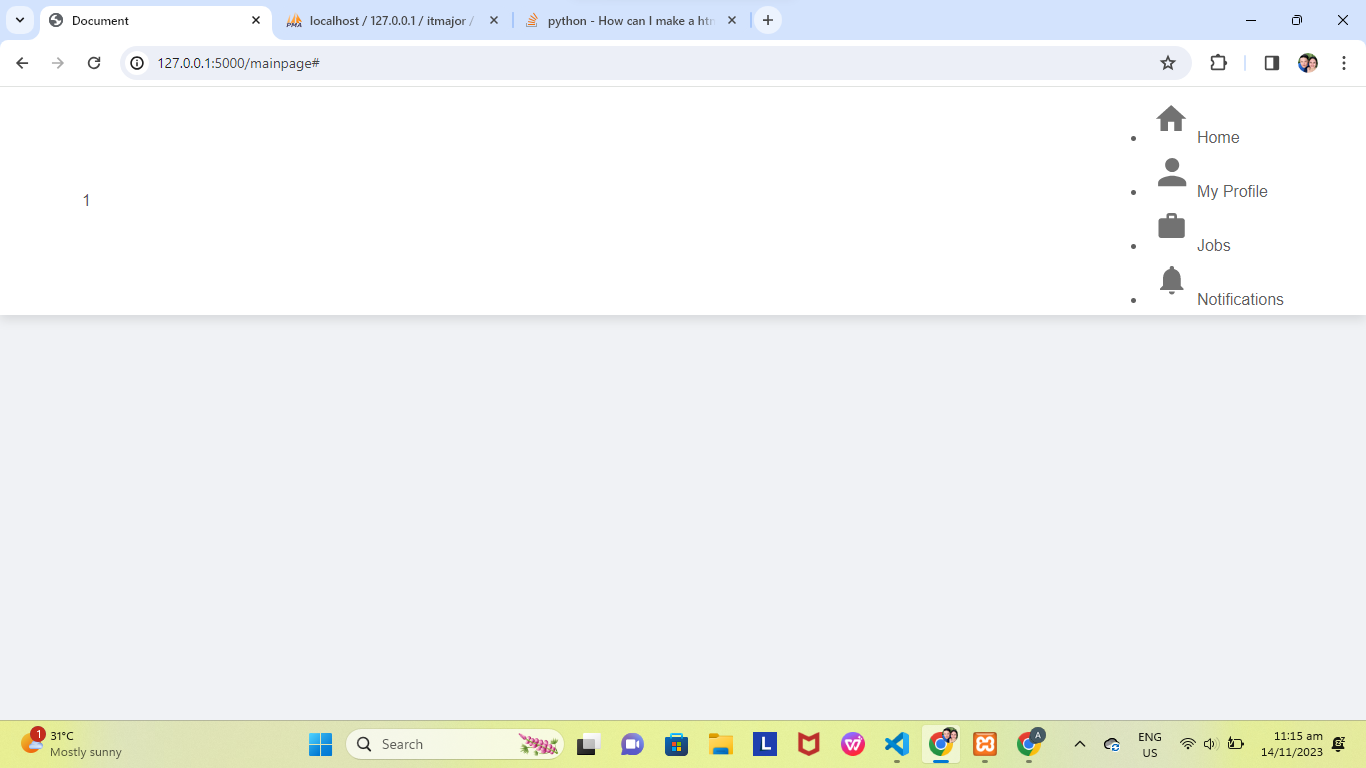 Document
localhost / 127.0.0.1 / itmajor /
python - How can I make a htm
127.0.0.1:5000/mainpage#
Home
My Profile
1
Jobs
Notifications
1
31°C
Mostly sunny
Search
L
A
ENG
US
11:15 am
14/11/2023